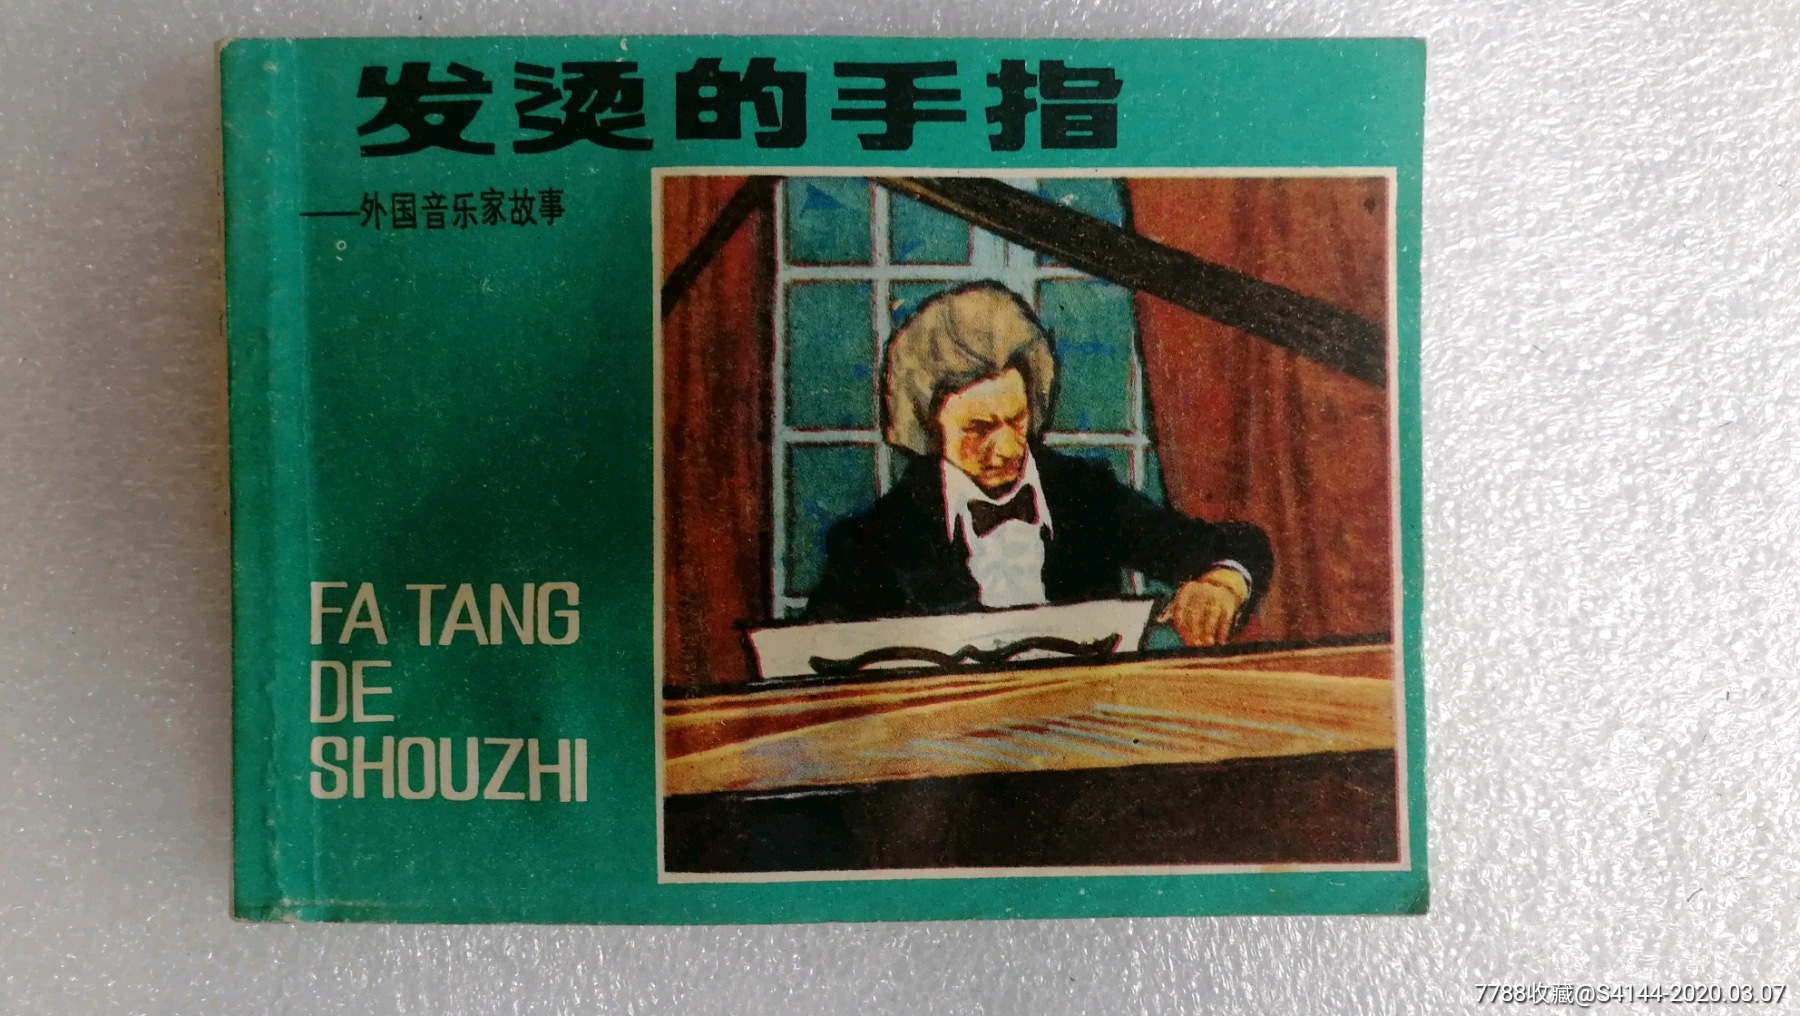 发烫的手指
——外国音乐家故事
FA TANG
DE
SHOUZHI
7788收藏@S4144-2020.03.07